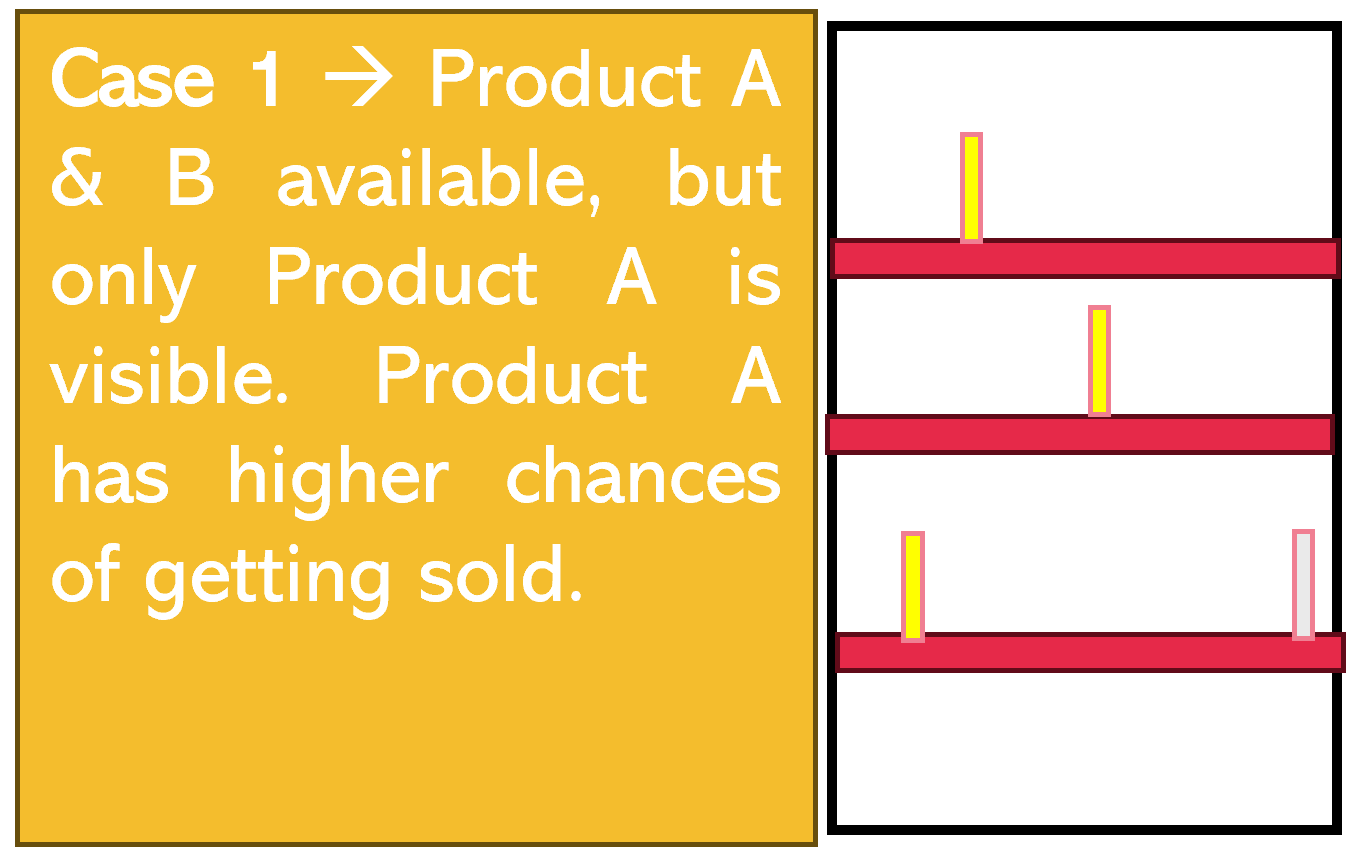 Case 1 → Product A
& B available, but
only Product A is
visible. Product A
has higher chances
of getting sold.